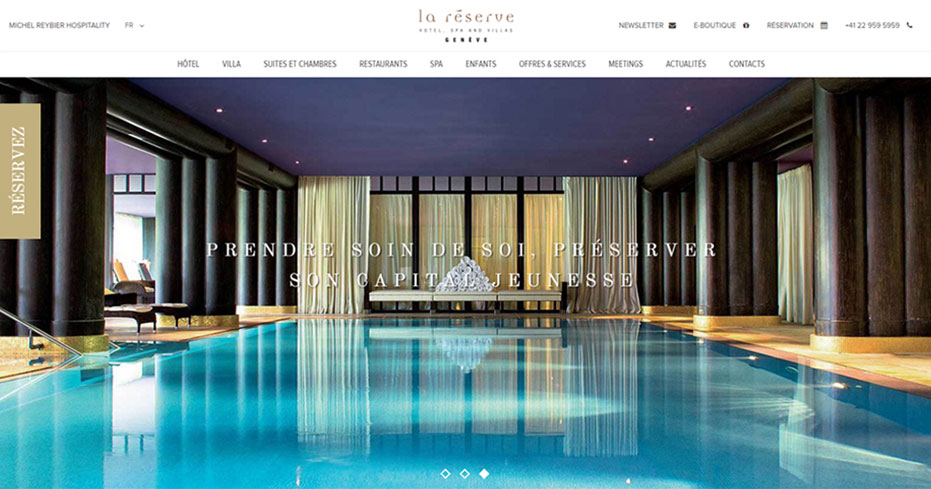 MICHEL REYBIER HOSPITALITY
FR
la réserve
HOTEL, SPA AND VILLAS
GENÈVE
NEWSLETTER
E-BOUTIQUE
RÉSERVATION
+41 22 959 5959
HÔTEL VILLA SUITES ET CHAMBRES RESTAURANTS SPA ENFANTS OFFRES & SERVICES MEETINGS ACTUALITÉS CONTACTS
RÉSERVEZ
PRENDRE SOIN DE SOI, PRÉSERVER
SON CAPITAL JEUNESSE